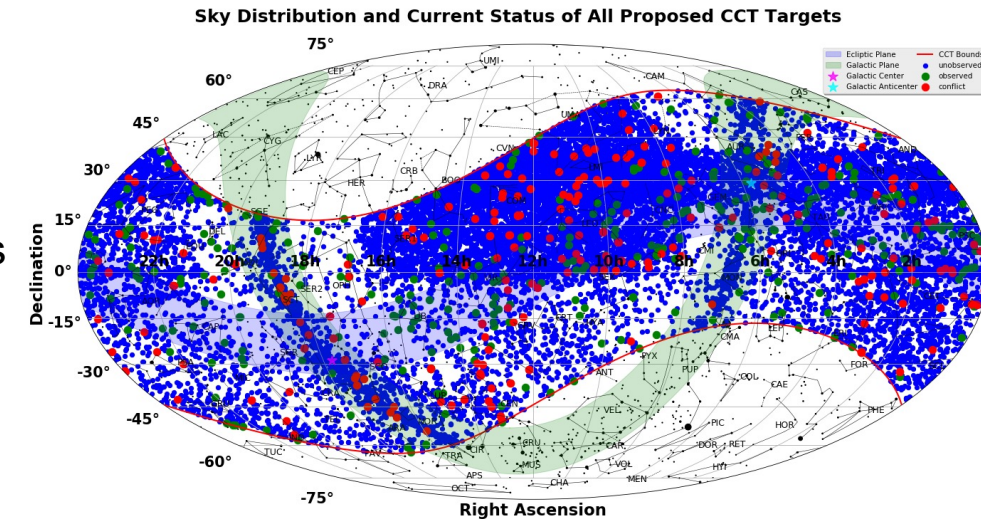 Sky Distribution and Current Status of All Proposed CCT Targets
Ecliptic Plane
Galactic Plane
Galactic Center
Galactic Anticenter
CCT Bounds
unobserved
observed
conflict
75°
60°
45°
30°
15°
0°
-15°
-30°
-45°
-60°
-75°
Declination
22h 20h 18h 16h 14h 12h 10h 8h 6h 4h 2h
UMI
CEP
DRA
CAM
CAS
LAC
CYG
LYR
HER
CRB
BOO
CVN
UMA
AND
SGE
DEL
SER2
OPH
CMI
CMA
LEP
PYX
ANT
PUP
COL
CAE
FOR
PHE
VEL
PIC
HOR
CRU
CAR
DOR
RET
TUC
PAV
TRA
CIR
MUS
VOL
HYI
APS
MEN
OCT
CHA
Right Ascension